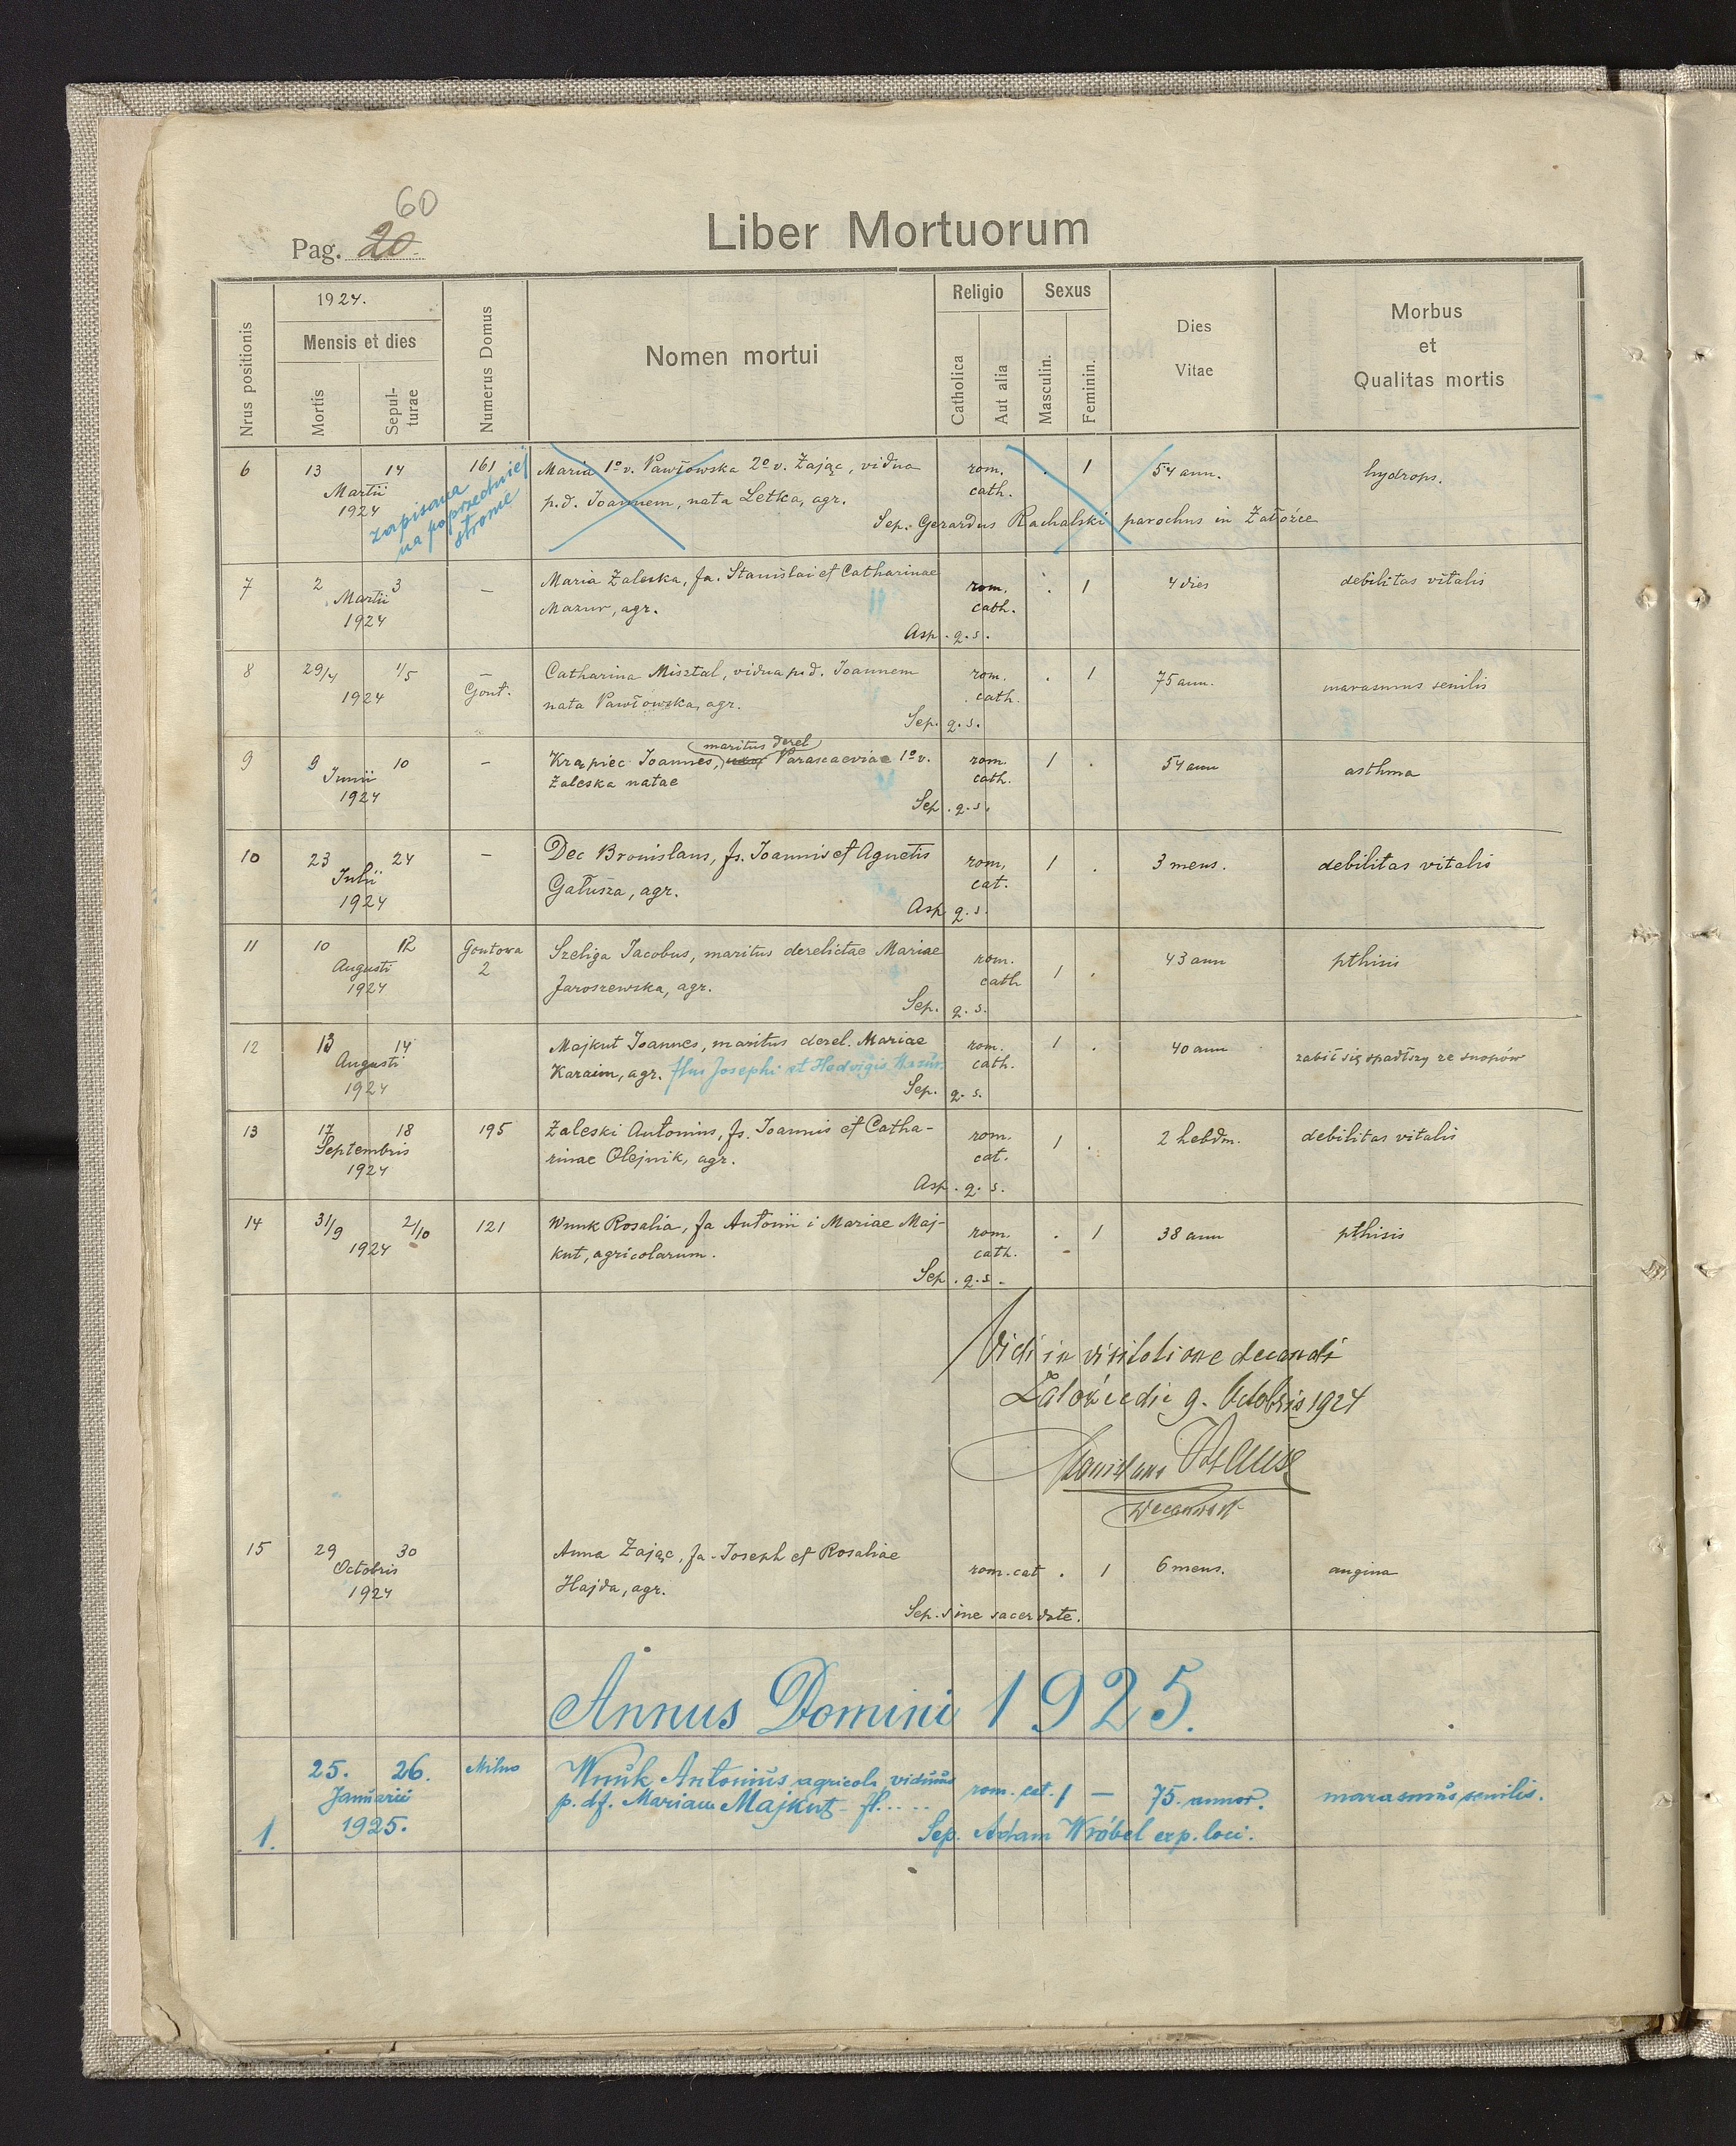 60
Pag. 20
Liber Mortuorum
Nrus positionis
1924.
Mensis et dies
Mortis
Sepul-
turae
Numerus Domus
Nomen mortui
Religio
Catholica
Aut alia
Sexus
Masculin.
Feminin.
Dies
Vitae
Morbus
et
Qualitas mortis
6 13 14 161 Maria 1º v. Pawłowska 2º v. Zając, vidua rom. . 1 54 ann. hydrops.
Martii p.d. Joannem, nata Letka, agr. cath.
1924 Sep. Gerardus Rachalski parochus in Załoźce
zapisana
na poprzedniej
stronie
7 2 3 — Maria Zaleska, fa. Stanislai et Catharinae rom. . 1 4 dies debilitas vitalis
Martii Mazur, agr. cath.
1924 Asp. q. s.
8 29/4 1/5 — Catharina Misztal, vidua p.d. Joannem rom. . 1 75 ann. marasmus senilis
1924 Gont. nata Pawłowska, agr. cath.
Sep. q. s.
maritus derel
9 9 10 — Krąpiec Joannes, Parascaeviae 1º v. rom. 1 . 54 ann asthma
Junii Zaleska natae cath.
1924 Sep. q. s.
10 23 24 — Dec Bronislaus, fs. Joannis et Agnetis rom. 1 . 3 mens. debilitas vitalis
Julii Gałusza, agr. cat.
1924 Asp. q. s.
11 10 12 Gontowa Szeliga Jacobus, maritus derelictae Mariae rom. 1 . 43 ann pthisis
Augusti 2 Jaroszewska, agr. cath
1924 Sep. q. s.
12 13 14 Majkut Joannes, maritus derel. Mariae rom. 1 . 40 ann zabił się spadłszy ze snopów
Augusti Karaim, agr. flus Josephi et Hedvigis cath.
1924 Sep. q. s.
13 17 18 195 Zaleski Antonius, fs. Joannis et Catha- rom. 1 . 2 hebdm. debilitas vitalis
Septembris rinae Olejnik, agr. cat.
1924 Asp. q. s.
14 31/9 2/10 121 Wnuk Rosalia, fa Antonii i Mariae Maj- rom. . 1 38 ann pthisis
1924 kut, agricolarum. cath.
Sep. q. s.
Vidi in visitatione decanali
Załoźce die 9. Octobris 1924
15 29 30 Anna Zając, fa. Joseph et Rosaliae rom. cat . 1 6 mens. angina
Octobris Hajda, agr.
1924 Sep. sine sacerdote.
Annus Domini 1925.
25. 26. Milno Wnuk Antonius agricola, viduus rom. cat. 1 — 75. annor. marasmus senilis.
Januarii p. df. Mariam Majkut - fl.....
1. 1925. Sep. Adam Wróbel exp. loci.